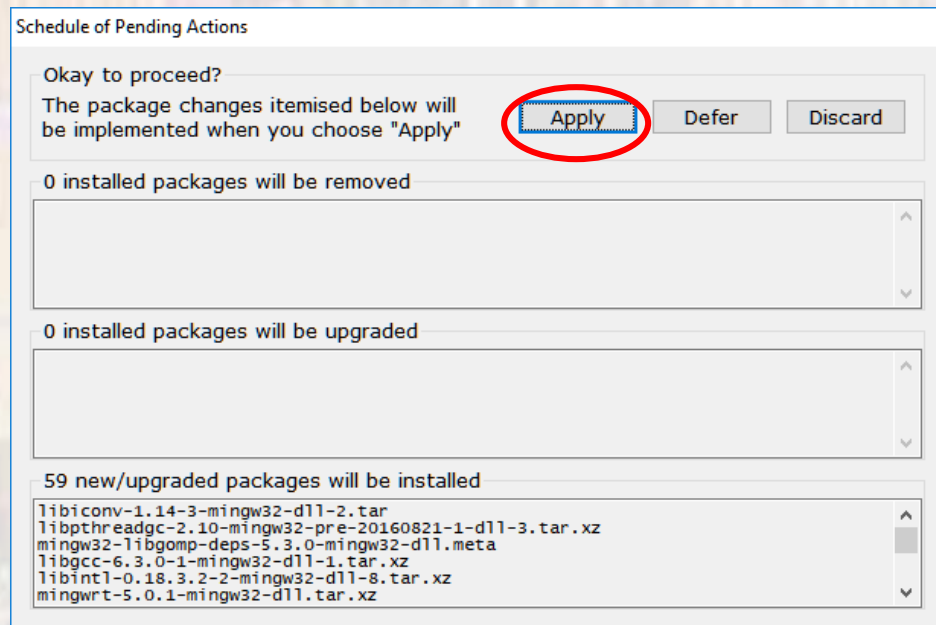 Schedule of Pending Actions
Okay to proceed?
The package changes itemised below will
be implemented when you choose "Apply"
Apply
Defer
Discard
0 installed packages will be removed
0 installed packages will be upgraded
59 new/upgraded packages will be installed
libiconv-1.14-3-mingw32-dll-2.tar
libpthreadgc-2.10-mingw32-pre-20160821-1-dll-3.tar.xz
mingw32-libgomp-deps-5.3.0-mingw32-dll.meta
libgcc-6.3.0-1-mingw32-dll-1.tar.xz
libintl-0.18.3.2-2-mingw32-dll-8.tar.xz
mingwrt-5.0.1-mingw32-dll.tar.xz